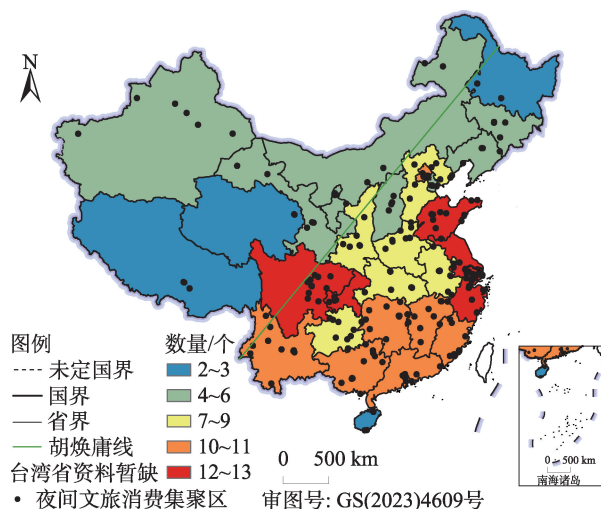 N
图例
数量/个
未定国界
2~3
国界
4~6
省界
7~9
胡焕庸线
10~11
台湾省资料暂缺
12~13
0 500 km
夜间文旅消费集聚区 审图号: GS(2023)4609号
0 500 km
南海诸岛